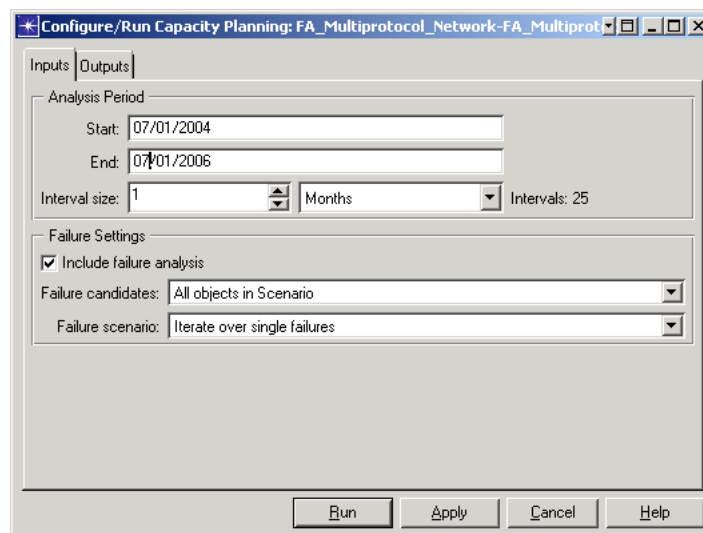 Configure/Run Capacity Planning: FA_Multiprotocol_Network-FA_Multiprot
Inputs Outputs
Analysis Period
Start: 07/01/2004
End: 07/01/2006
Interval size: 1 Months Intervals: 25
Failure Settings
Include failure analysis
Failure candidates: All objects in Scenario
Failure scenario: Iterate over single failures
Run Apply Cancel Help